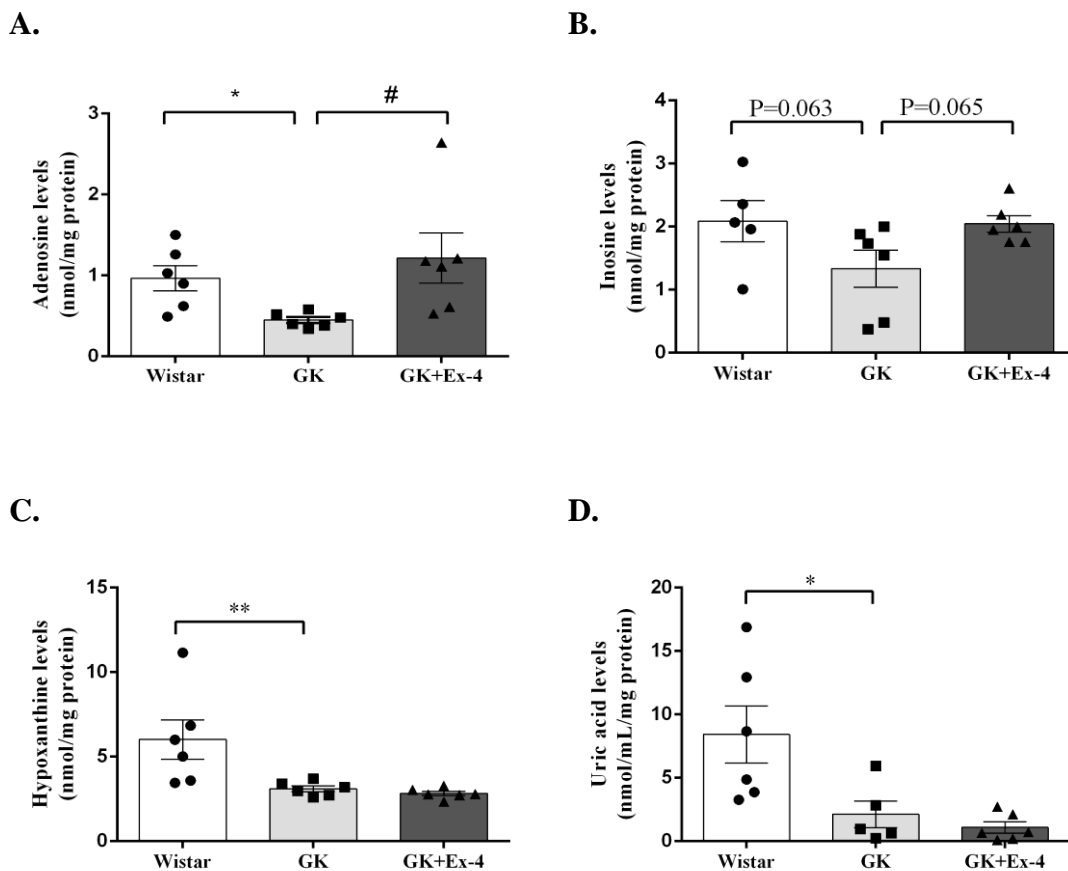 A.
*
#
Adenosine levels
(nmol/mg protein)
3
2
1
0
Wistar
GK
GK+Ex-4
B.
P=0.063
P=0.065
Inosine levels
(nmol/mg protein)
4
3
2
1
0
Wistar
GK
GK+Ex-4
C.
**
Hypoxanthine levels
(nmol/mg protein)
15
10
5
0
Wistar
GK
GK+Ex-4
D.
*
Uric acid levels
(nmol/mL/mg protein)
20
15
10
5
0
Wistar
GK
GK+Ex-4